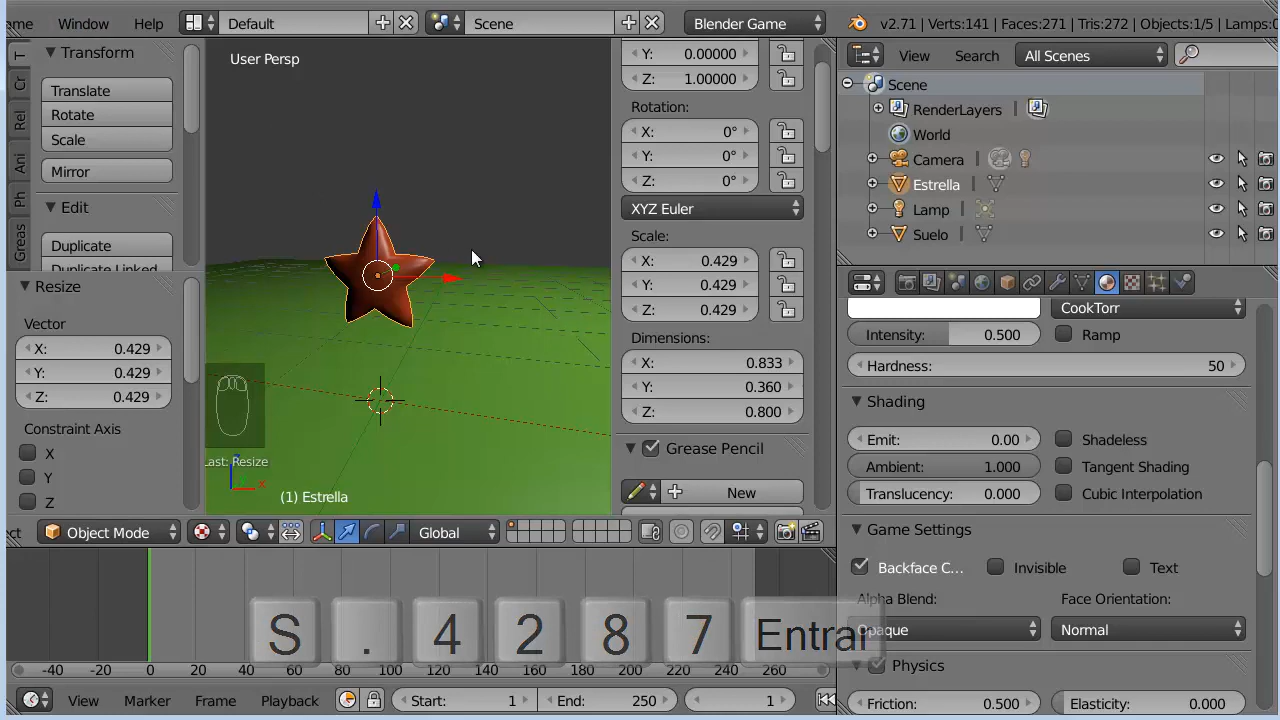 me Window Help Default Scene Blender Game v2.71 | Verts:141 | Faces:271 | Tris:272 | Objects:1/5 | Lamps:0
Transform
Translate
Rotate
Scale
Mirror
Edit
Duplicate
Duplicate Linked
T
Cr
Rel
Ani
Ph
Greas
Resize
Vector
X: 0.429
Y: 0.429
Z: 0.429
Constraint Axis
X
Y
Z
User Persp
Last: Resize
x
(1) Estrella
Y: 0.00000
Z: 1.00000
Rotation:
X: 0°
Y: 0°
Z: 0°
XYZ Euler
Scale:
X: 0.429
Y: 0.429
Z: 0.429
Dimensions:
X: 0.833
Y: 0.360
Z: 0.800
Grease Pencil
New
View Search All Scenes
Scene
RenderLayers
World
Camera
Estrella
Lamp
Suelo
CookTorr
Intensity: 0.500 Ramp
Hardness: 50
Shading
Emit: 0.00 Shadeless
Ambient: 1.000 Tangent Shading
Translucency: 0.000 Cubic Interpolation
Game Settings
Backface C... Invisible Text
Alpha Blend: Face Orientation:
Opaque Normal
Physics
Friction: 0.500 Elasticity: 0.000
ct Object Mode Global
S . 4 2 8 7 Entrar
-40 -20 0 20 40 60 80 100 120 140 160 180 200 220 240 260
View Marker Frame Playback Start: 1 End: 250 1